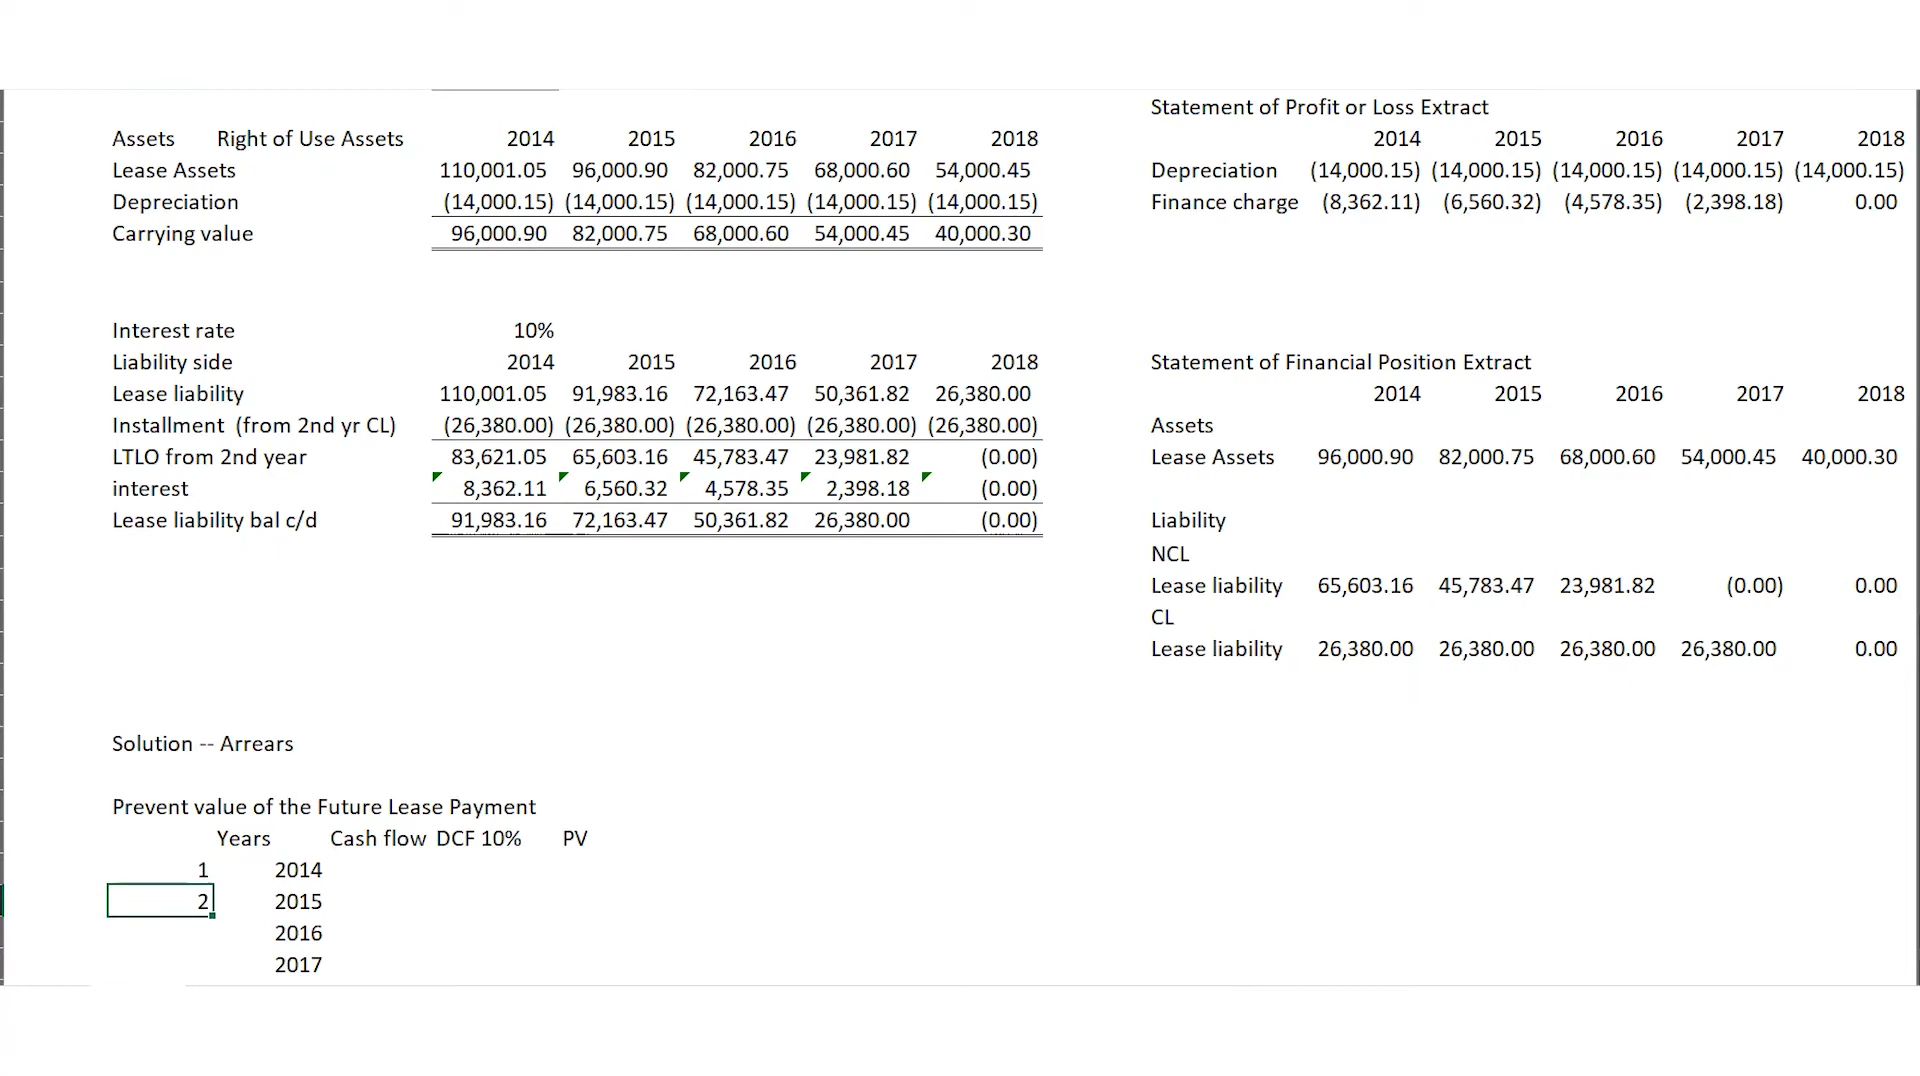 Assets Right of Use Assets 2014 2015 2016 2017 2018
Lease Assets 110,001.05 96,000.90 82,000.75 68,000.60 54,000.45
Depreciation (14,000.15) (14,000.15) (14,000.15) (14,000.15) (14,000.15)
Carrying value 96,000.90 82,000.75 68,000.60 54,000.45 40,000.30
Interest rate 10%
Liability side 2014 2015 2016 2017 2018
Lease liability 110,001.05 91,983.16 72,163.47 50,361.82 26,380.00
Installment (from 2nd yr CL) (26,380.00) (26,380.00) (26,380.00) (26,380.00) (26,380.00)
LTLO from 2nd year 83,621.05 65,603.16 45,783.47 23,981.82 (0.00)
interest 8,362.11 6,560.32 4,578.35 2,398.18 (0.00)
Lease liability bal c/d 91,983.16 72,163.47 50,361.82 26,380.00 (0.00)
Solution -- Arrears
Prevent value of the Future Lease Payment
Years Cash flow DCF 10% PV
1 2014
2 2015
2016
2017
Statement of Profit or Loss Extract
2014 2015 2016 2017 2018
Depreciation (14,000.15) (14,000.15) (14,000.15) (14,000.15) (14,000.15)
Finance charge (8,362.11) (6,560.32) (4,578.35) (2,398.18) 0.00
Statement of Financial Position Extract
2014 2015 2016 2017 2018
Assets
Lease Assets 96,000.90 82,000.75 68,000.60 54,000.45 40,000.30
Liability
NCL
Lease liability 65,603.16 45,783.47 23,981.82 (0.00) 0.00
CL
Lease liability 26,380.00 26,380.00 26,380.00 26,380.00 0.00